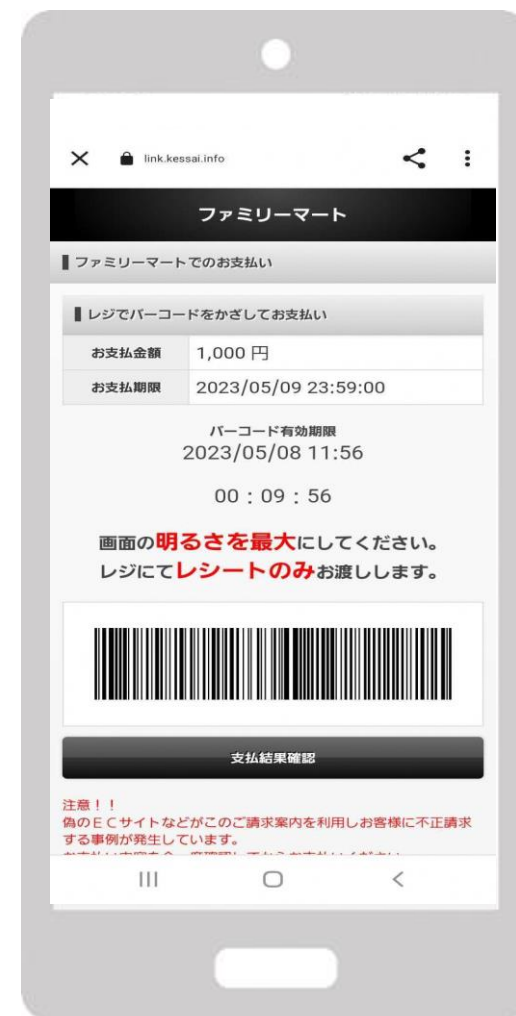 link.kessai.info
ファミリーマート
ファミリーマートでのお支払い
レジでバーコードをかざしてお支払い
お支払金額 1,000 円
お支払期限 2023/05/09 23:59:00
バーコード有効期限
2023/05/08 11:56
00：09：56
画面の明るさを最大にしてください。
レジにてレシートのみお渡しします。
支払結果確認
注意！！
偽のＥＣサイトなどがこのご請求案内を利用しお客様に不正請求
する事例が発生しています。